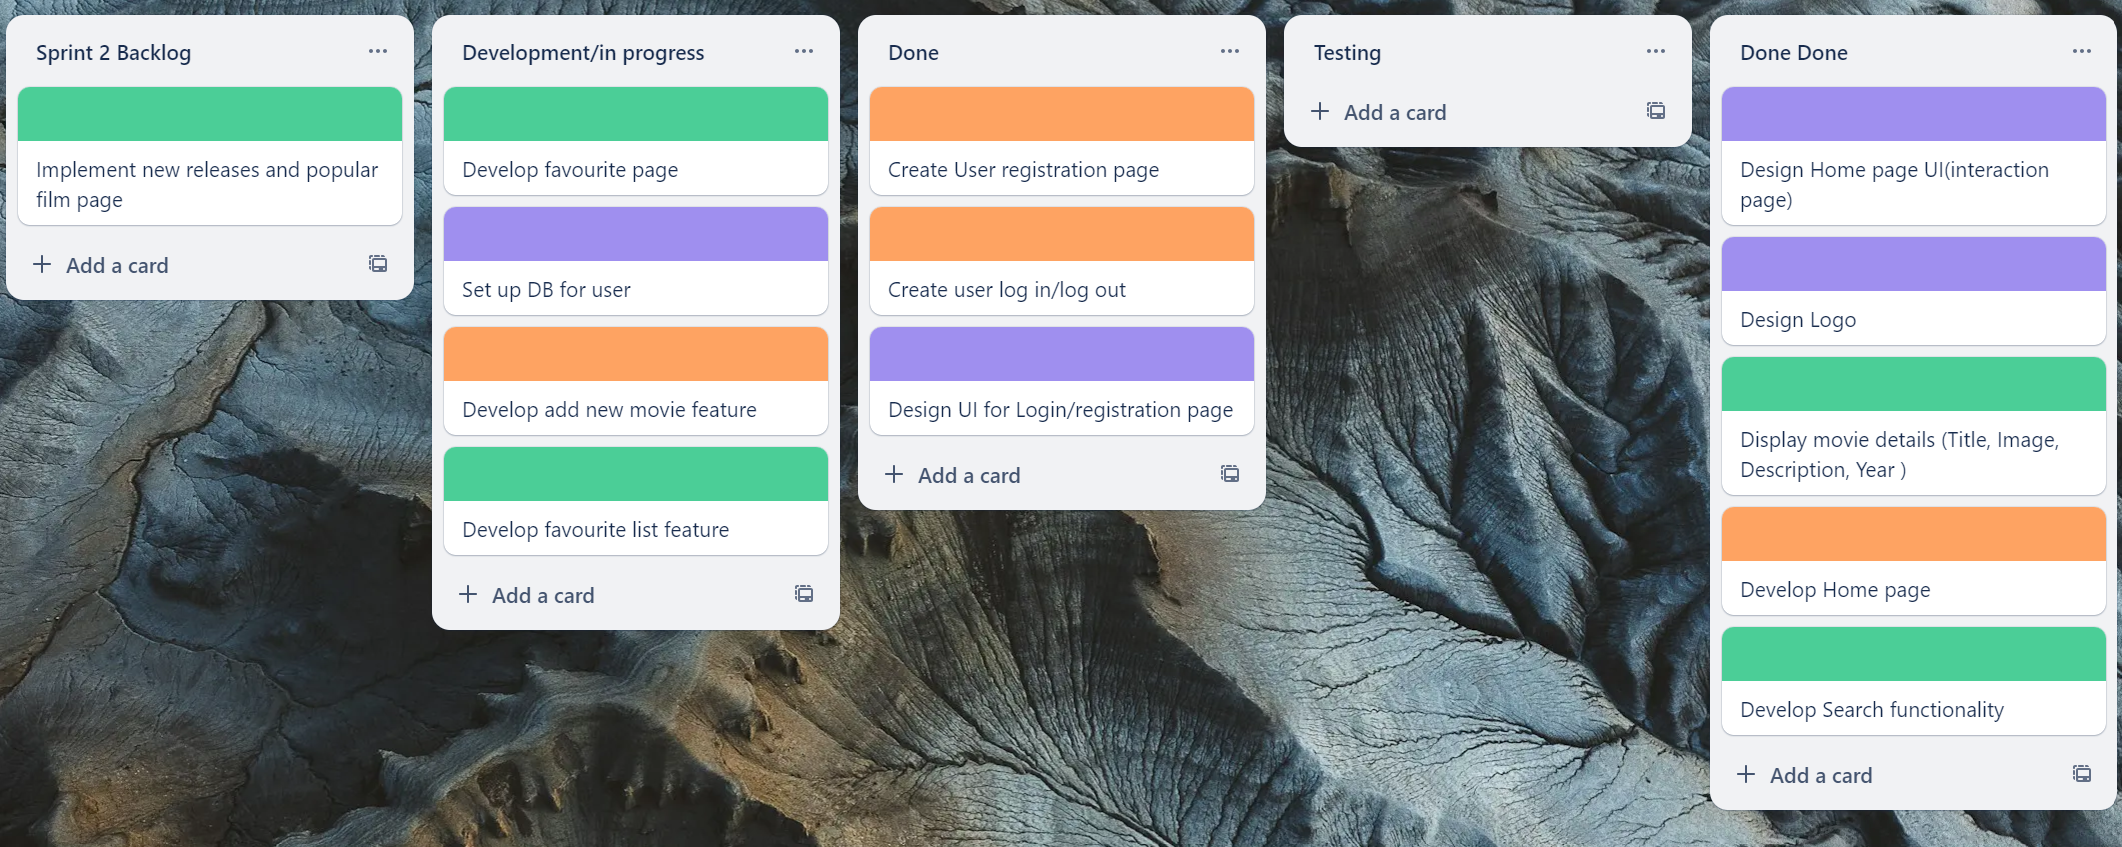 Sprint 2 Backlog
Implement new releases and popular
film page
Add a card
Development/in progress
Develop favourite page
Set up DB for user
Develop add new movie feature
Develop favourite list feature
Add a card
Done
Create User registration page
Create user log in/log out
Design UI for Login/registration page
Add a card
Testing
Add a card
Done Done
Design Home page UI(interaction
page)
Design Logo
Display movie details (Title, Image,
Description, Year )
Develop Home page
Develop Search functionality
Add a card